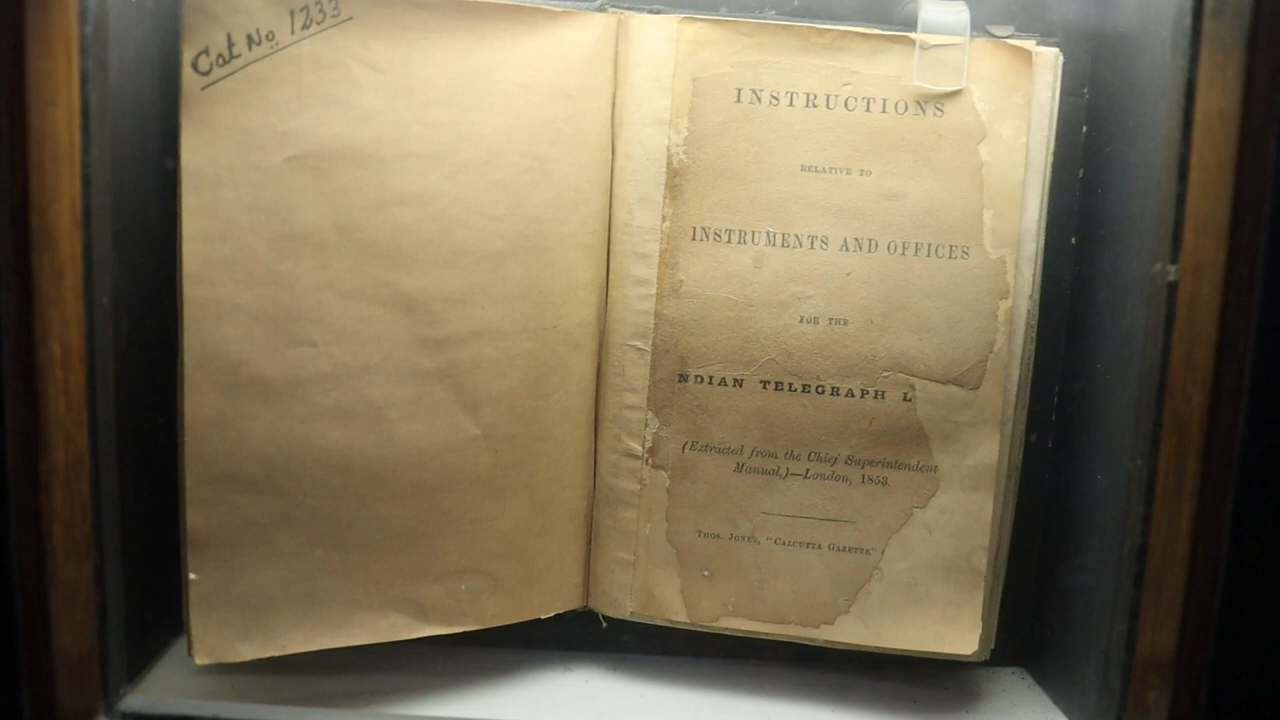 Cat No. 1233
INSTRUCTIONS
RELATIVE TO
INSTRUMENTS AND OFFICES
FOR THE
NDIAN TELEGRAPH L
(Extracted from the Chief Superintendent
Manual,)—London, 1853.
THOS. JONES, "CALCUTTA GAZETTE"